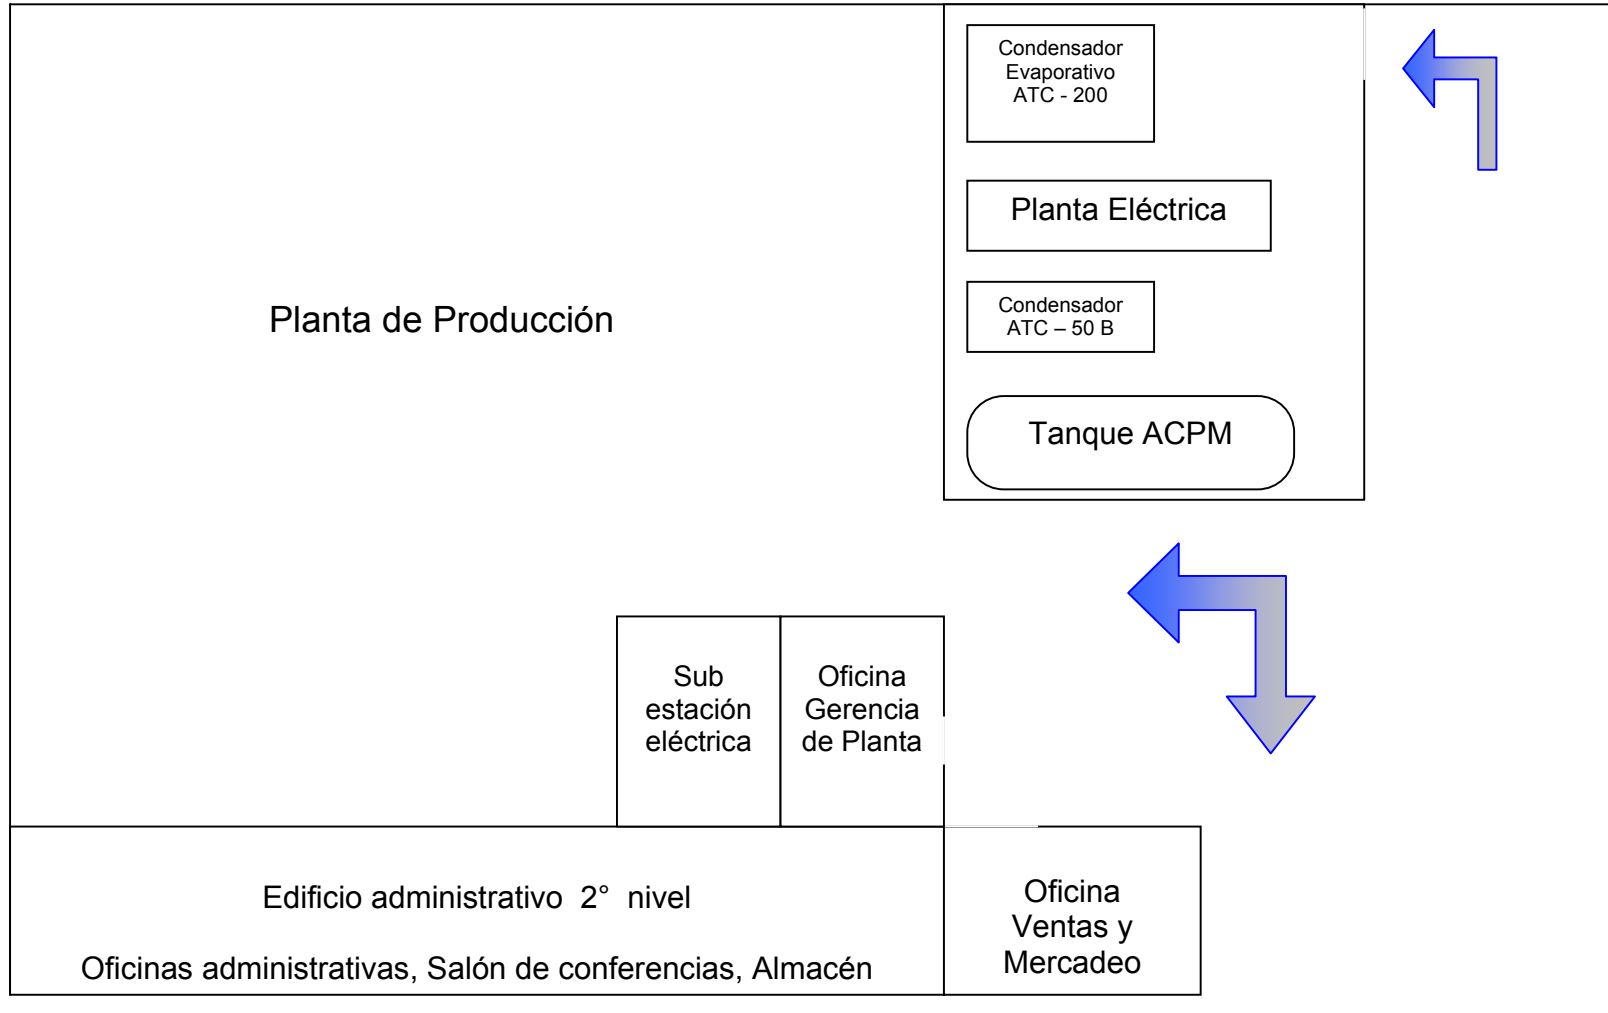 Condensador
Evaporativo
ATC - 200
Planta Eléctrica
Condensador
ATC – 50 B
Planta de Producción
Tanque ACPM
Sub
estación
eléctrica
Oficina
Gerencia
de Planta
Edificio administrativo 2° nivel
Oficinas administrativas, Salón de conferencias, Almacén
Oficina
Ventas y
Mercadeo